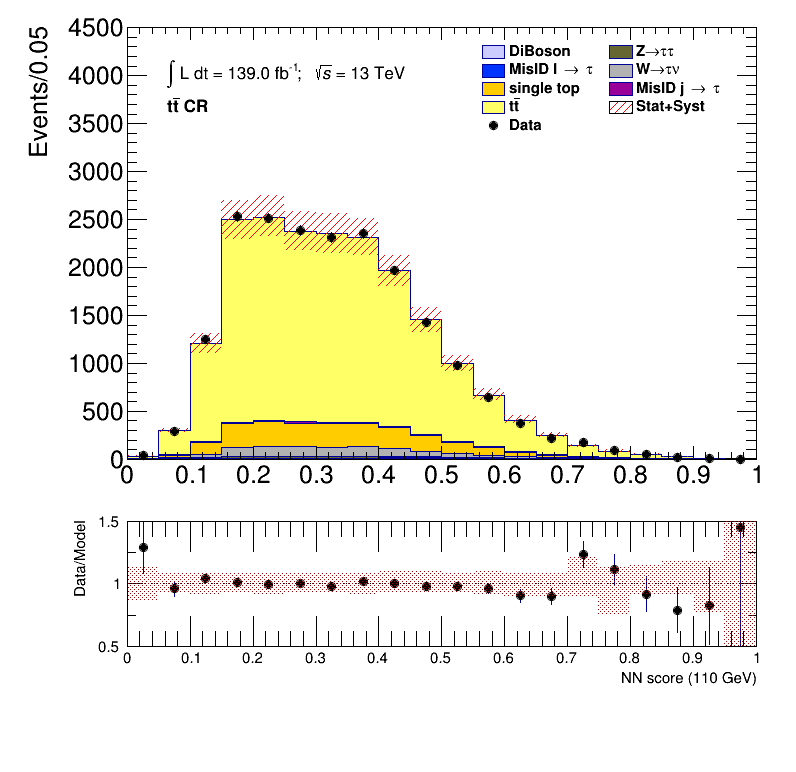 4500
4000
3500
3000
2500
2000
1500
1000
500
0
Events/0.05
∫ L dt = 139.0 fb⁻¹; √s = 13 TeV
tt̄ CR
DiBoson
MisID l → τ
single top
tt̄
Data
Z→ττ
W→τν
MisID j → τ
Stat+Syst
0 0.1 0.2 0.3 0.4 0.5 0.6 0.7 0.8 0.9 1
1.5
1
0.5
Data/Model
0 0.1 0.2 0.3 0.4 0.5 0.6 0.7 0.8 0.9 1
NN score (110 GeV)